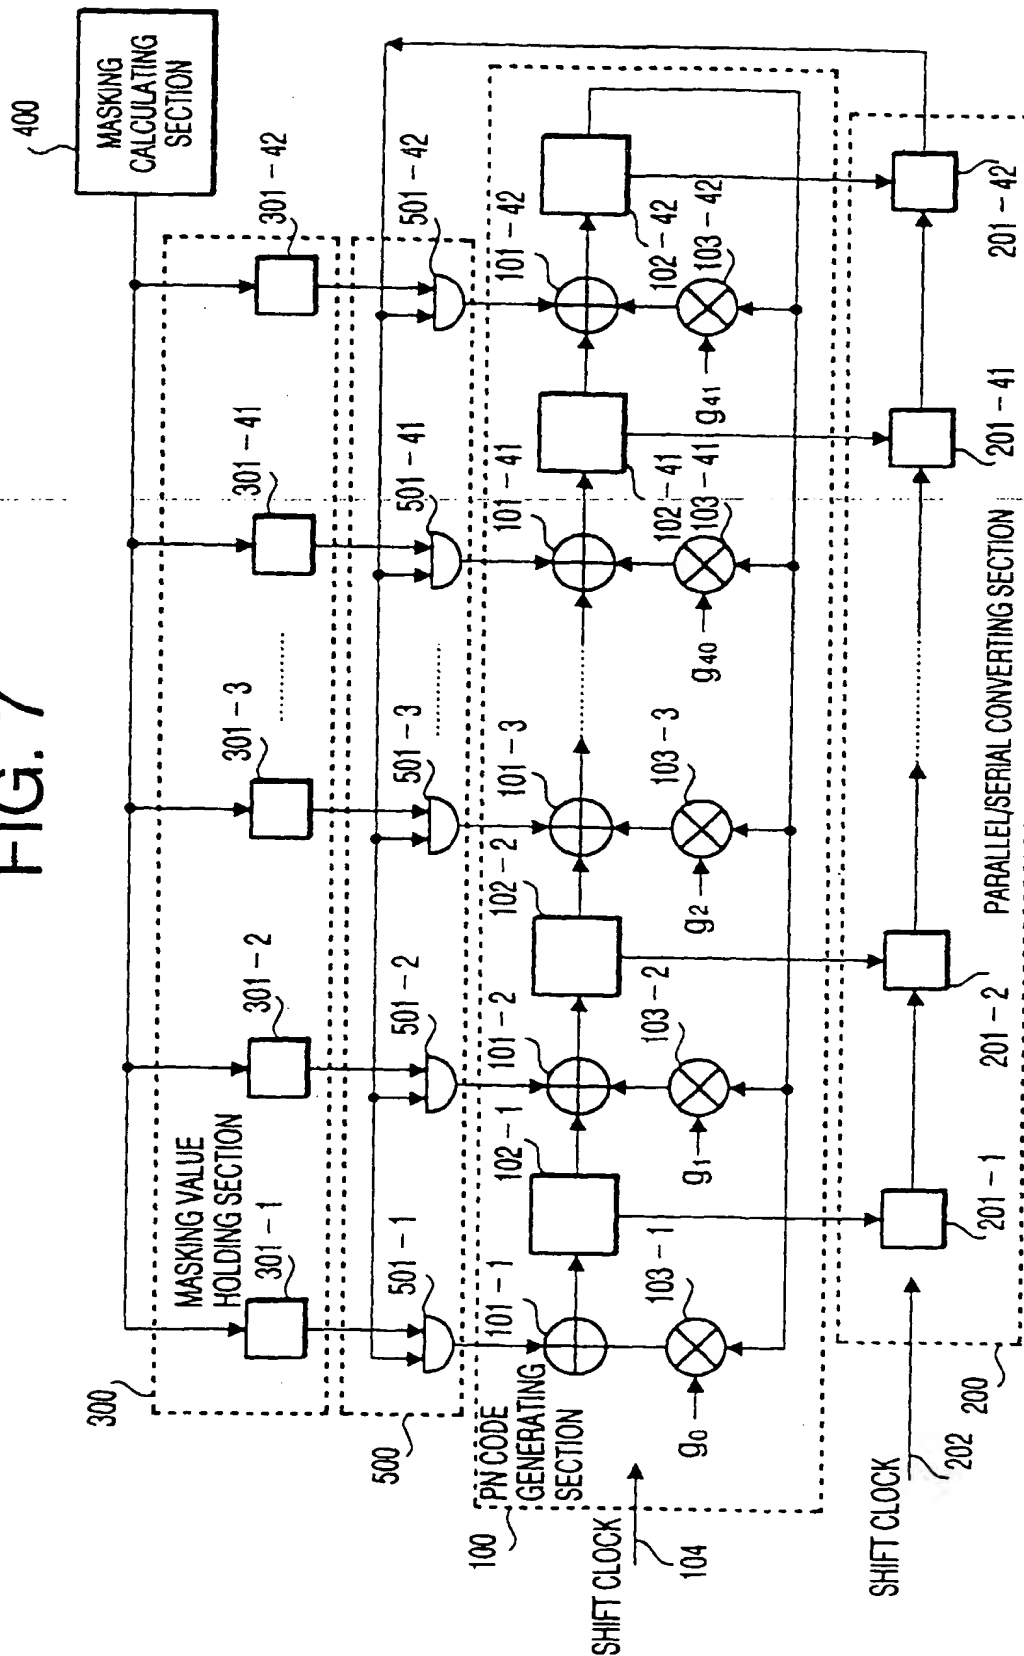 FIG. 7
400
MASKING
CALCULATING
SECTION
300
MASKING VALUE
HOLDING SECTION
301-1
301-2
301-3
301-41
301-42
500
501-1
501-2
501-3
501-41
501-42
100
PN CODE
GENERATING
SECTION
101-1
102-1
101-2
102-2
101-3
101-41
102-41
101-42
102-42
103-1
103-2
103-3
103-41
103-42
g0
g1
g2
g40
g41
SHIFT CLOCK
104
SHIFT CLOCK
202
200
201-1
201-2
PARALLEL/SERIAL CONVERTING SECTION
201-41
201-42